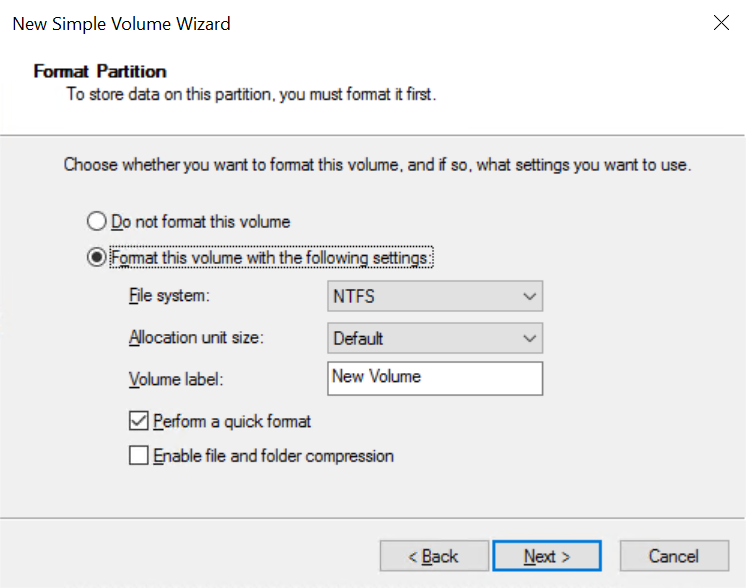 New Simple Volume Wizard
Format Partition
To store data on this partition, you must format it first.
Choose whether you want to format this volume, and if so, what settings you want to use.
Do not format this volume
Format this volume with the following settings:
File system: NTFS
Allocation unit size: Default
Volume label: New Volume
Perform a quick format
Enable file and folder compression
< Back Next > Cancel